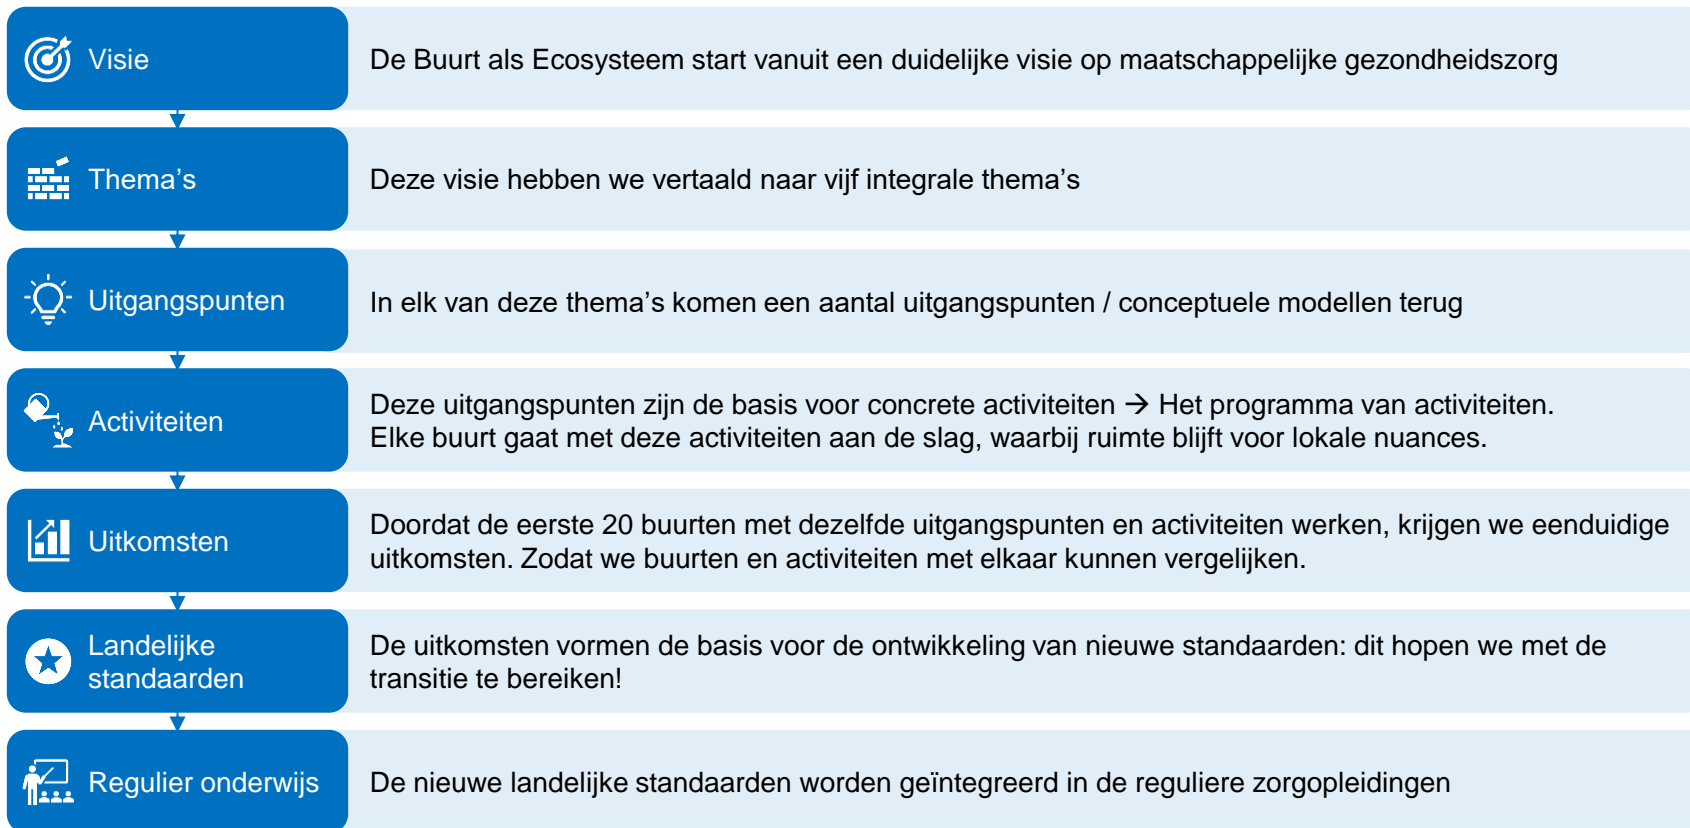 Visie
De Buurt als Ecosysteem start vanuit een duidelijke visie op maatschappelijke gezondheidszorg
Thema’s
Deze visie hebben we vertaald naar vijf integrale thema’s
Uitgangspunten
In elk van deze thema’s komen een aantal uitgangspunten / conceptuele modellen terug
Activiteiten
Deze uitgangspunten zijn de basis voor concrete activiteiten → Het programma van activiteiten.
Elke buurt gaat met deze activiteiten aan de slag, waarbij ruimte blijft voor lokale nuances.
Uitkomsten
Doordat de eerste 20 buurten met dezelfde uitgangspunten en activiteiten werken, krijgen we eenduidige
uitkomsten. Zodat we buurten en activiteiten met elkaar kunnen vergelijken.
Landelijke
standaarden
De uitkomsten vormen de basis voor de ontwikkeling van nieuwe standaarden: dit hopen we met de
transitie te bereiken!
Regulier onderwijs
De nieuwe landelijke standaarden worden geïntegreerd in de reguliere zorgopleidingen